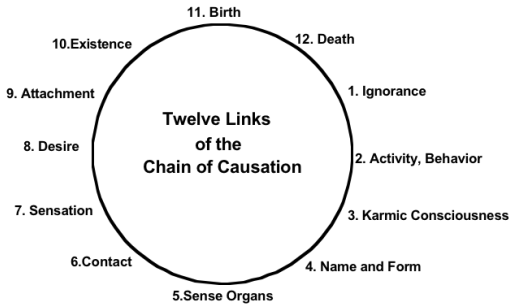 11. Birth
12. Death
10.Existence
1. Ignorance
9. Attachment
Twelve Links
of the
Chain of Causation
8. Desire
2. Activity, Behavior
7. Sensation
3. Karmic Consciousness
6.Contact
4. Name and Form
5.Sense Organs